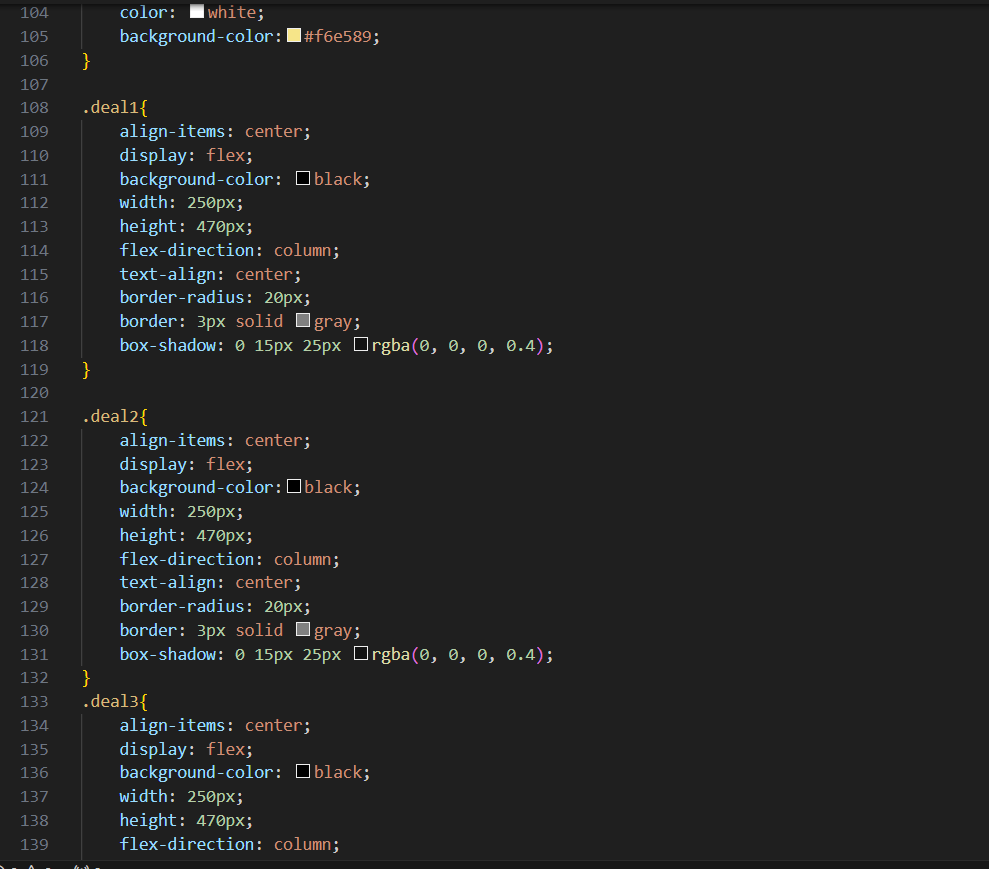 104 color: white;
105 background-color: #f6e589;
106 }
107
108 .deal1{
109 align-items: center;
110 display: flex;
111 background-color: black;
112 width: 250px;
113 height: 470px;
114 flex-direction: column;
115 text-align: center;
116 border-radius: 20px;
117 border: 3px solid gray;
118 box-shadow: 0 15px 25px rgba(0, 0, 0, 0.4);
119 }
120
121 .deal2{
122 align-items: center;
123 display: flex;
124 background-color: black;
125 width: 250px;
126 height: 470px;
127 flex-direction: column;
128 text-align: center;
129 border-radius: 20px;
130 border: 3px solid gray;
131 box-shadow: 0 15px 25px rgba(0, 0, 0, 0.4);
132 }
133 .deal3{
134 align-items: center;
135 display: flex;
136 background-color: black;
137 width: 250px;
138 height: 470px;
139 flex-direction: column;